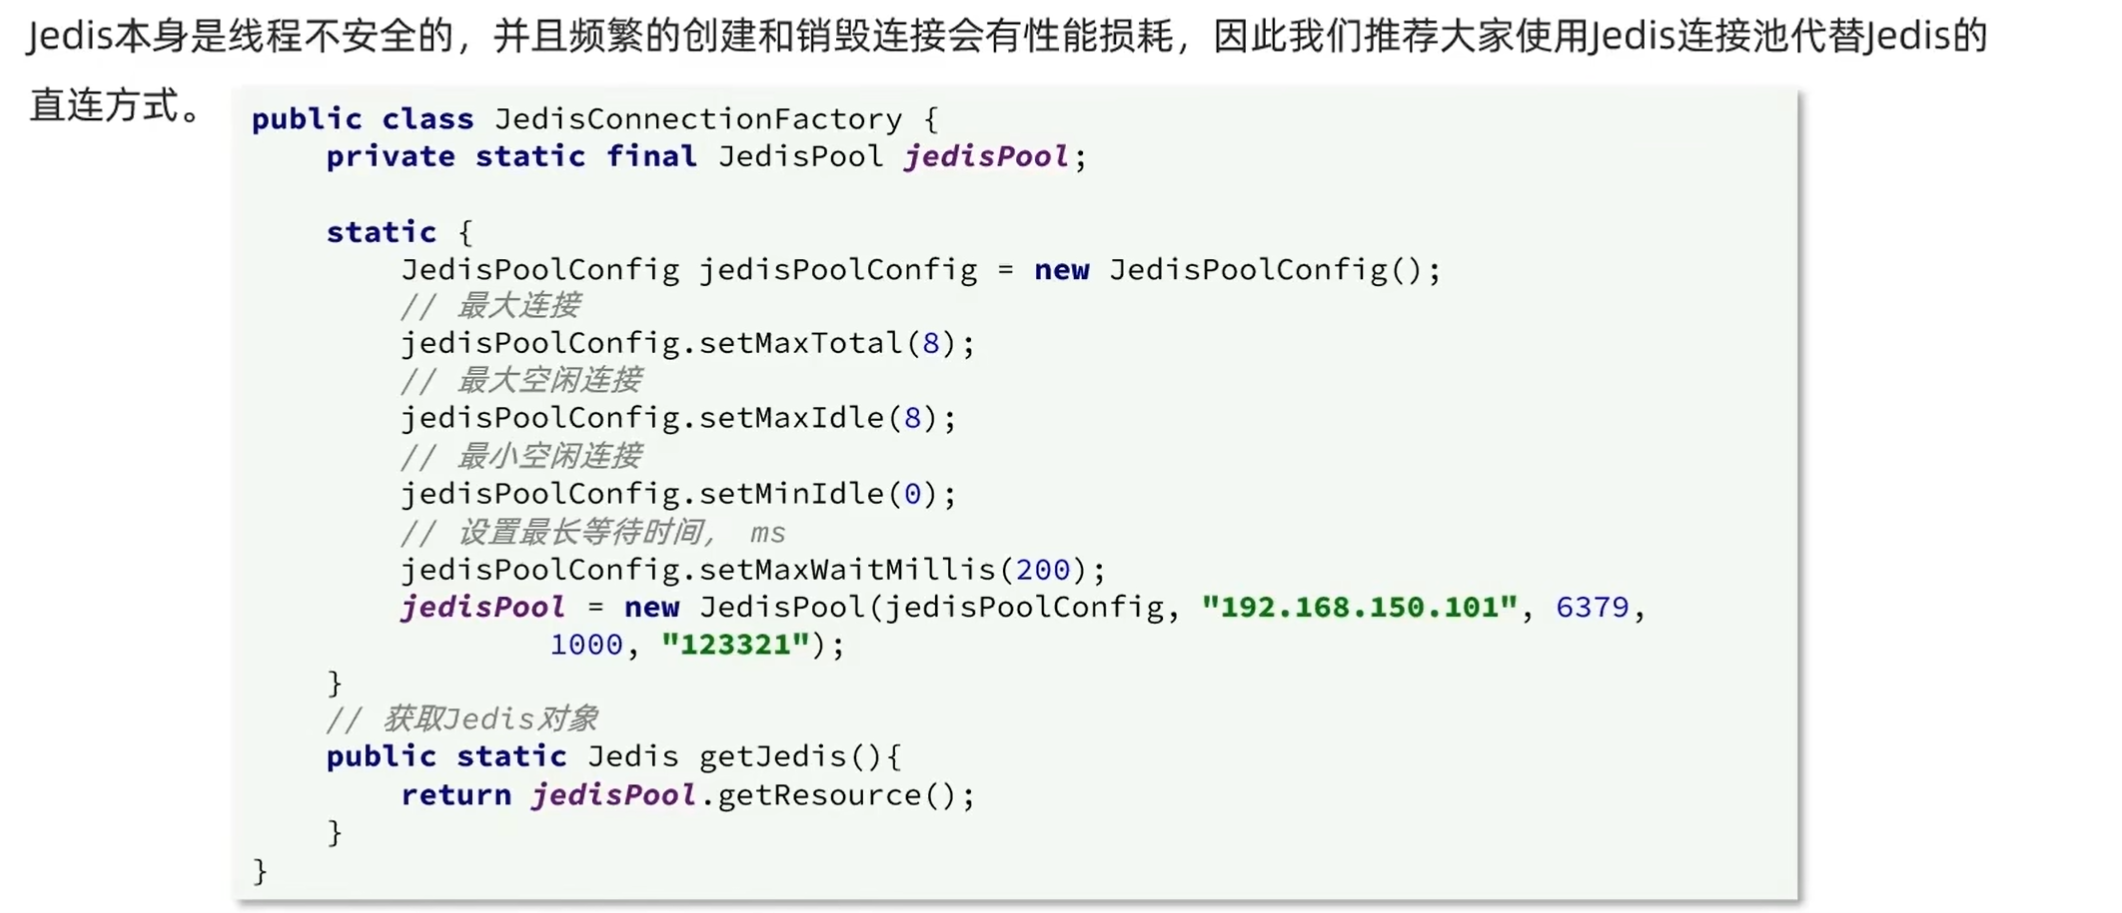 Jedis本身是线程不安全的，并且频繁的创建和销毁连接会有性能损耗，因此我们推荐大家使用Jedis连接池代替Jedis的
直连方式。
public class JedisConnectionFactory {
    private static final JedisPool jedisPool;

    static {
        JedisPoolConfig jedisPoolConfig = new JedisPoolConfig();
        // 最大连接
        jedisPoolConfig.setMaxTotal(8);
        // 最大空闲连接
        jedisPoolConfig.setMaxIdle(8);
        // 最小空闲连接
        jedisPoolConfig.setMinIdle(0);
        // 设置最长等待时间， ms
        jedisPoolConfig.setMaxWaitMillis(200);
        jedisPool = new JedisPool(jedisPoolConfig, "192.168.150.101", 6379,
                1000, "123321");
    }
    // 获取Jedis对象
    public static Jedis getJedis(){
        return jedisPool.getResource();
    }
}